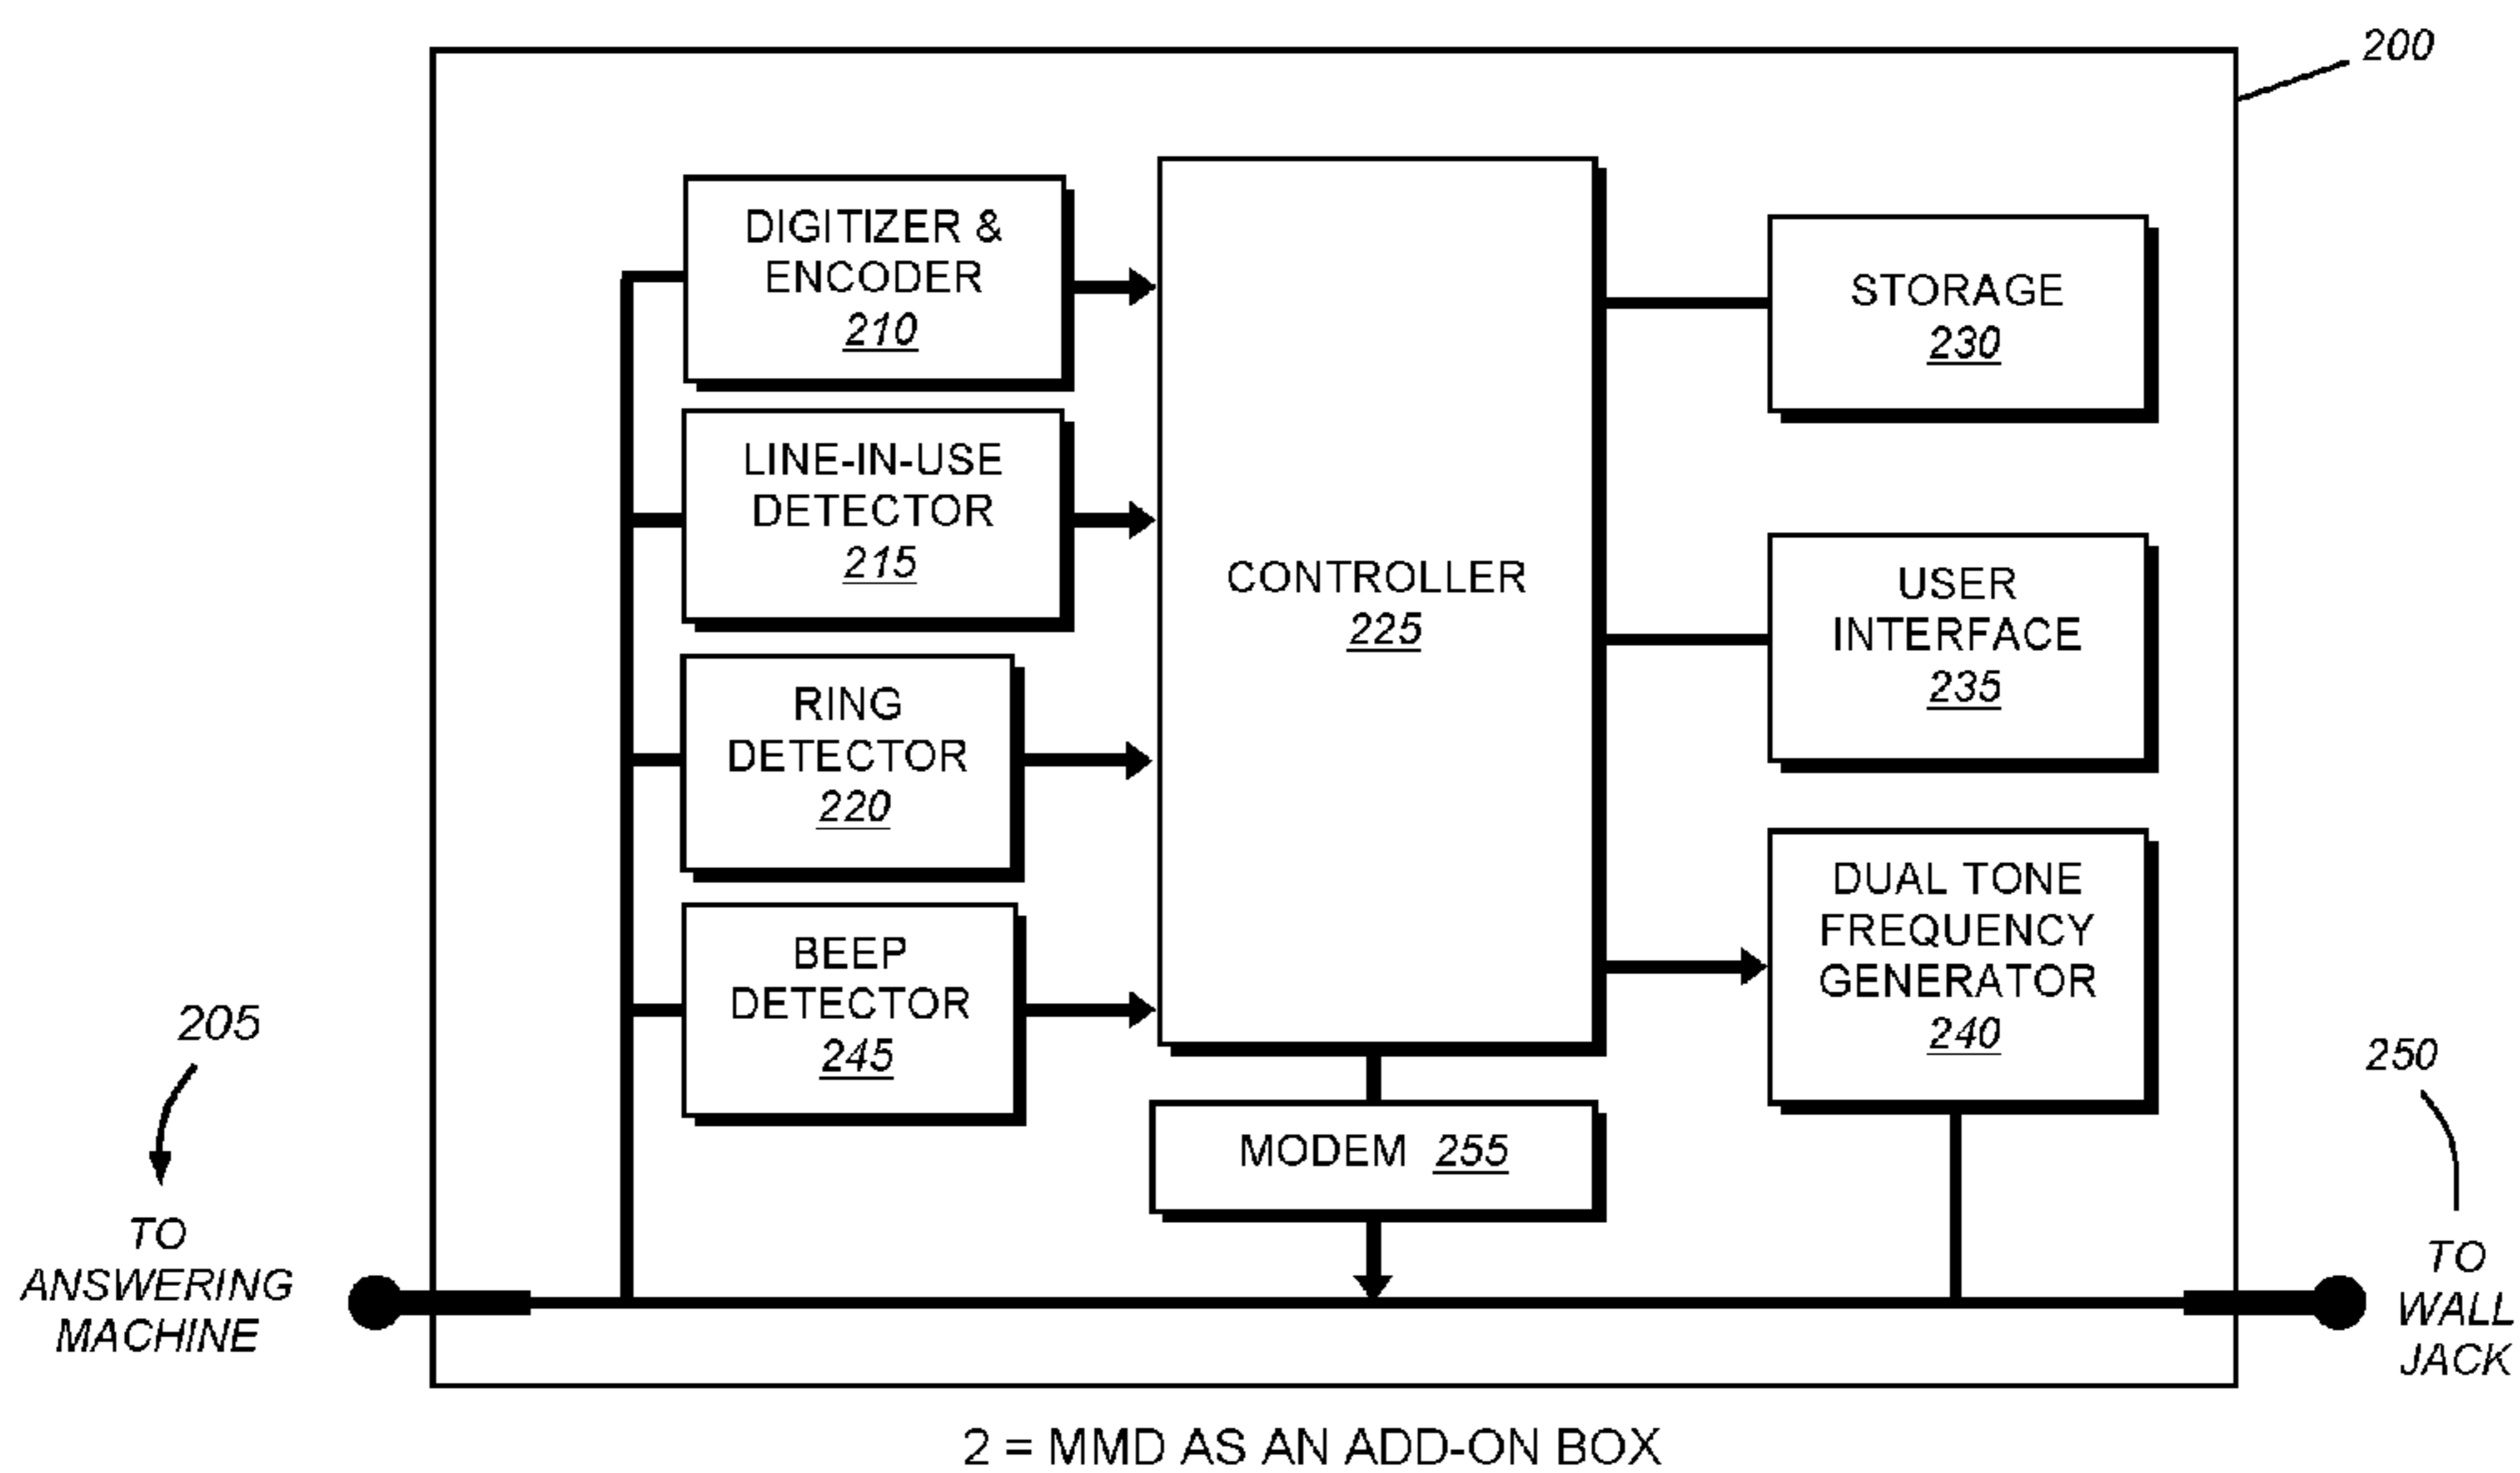 200
DIGITIZER &
ENCODER
210
LINE-IN-USE
DETECTOR
215
RING
DETECTOR
220
BEEP
DETECTOR
245
CONTROLLER
225
MODEM 255
STORAGE
230
USER
INTERFACE
235
DUAL TONE
FREQUENCY
GENERATOR
240
205
TO
ANSWERING
MACHINE
250
TO
WALL
JACK
2 = MMD AS AN ADD-ON BOX